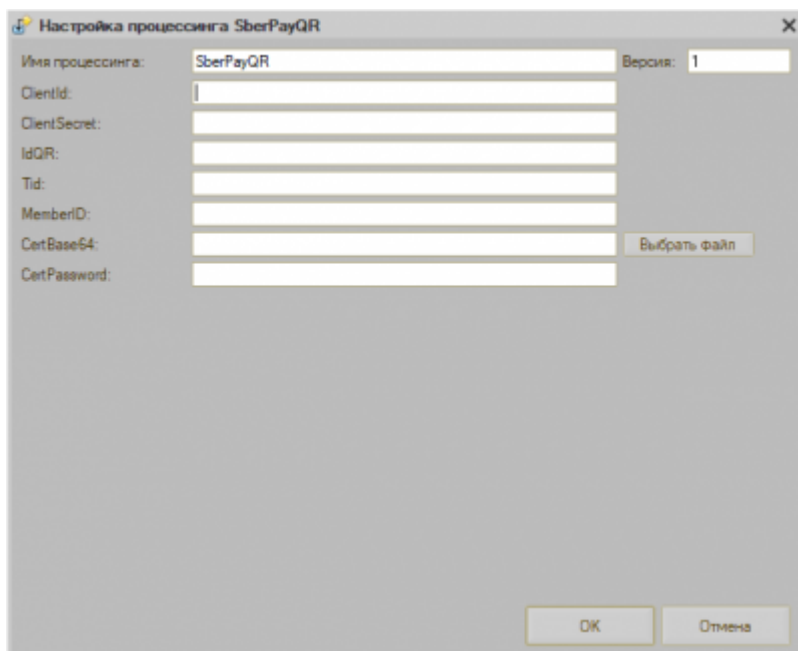 Настройка процессинга SberPayQR
Имя процессинга: SberPayQR Версия: 1
ClientId:
ClientSecret:
IdQR:
Tid:
MemberID:
CertBase64: Выбрать файл
CertPassword:
OK Отмена